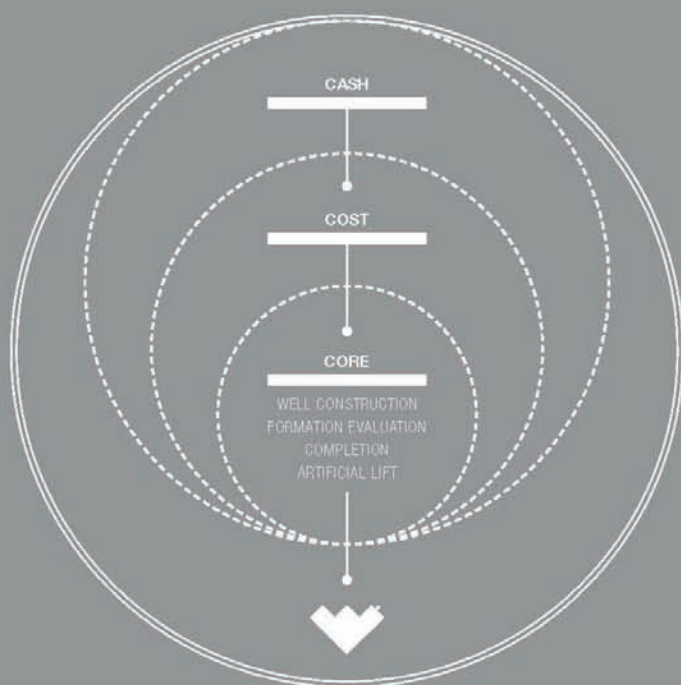 CASH
COST
CORE
WELL CONSTRUCTION
FORMATION EVALUATION
COMPLETION
ARTIFICIAL LIFT